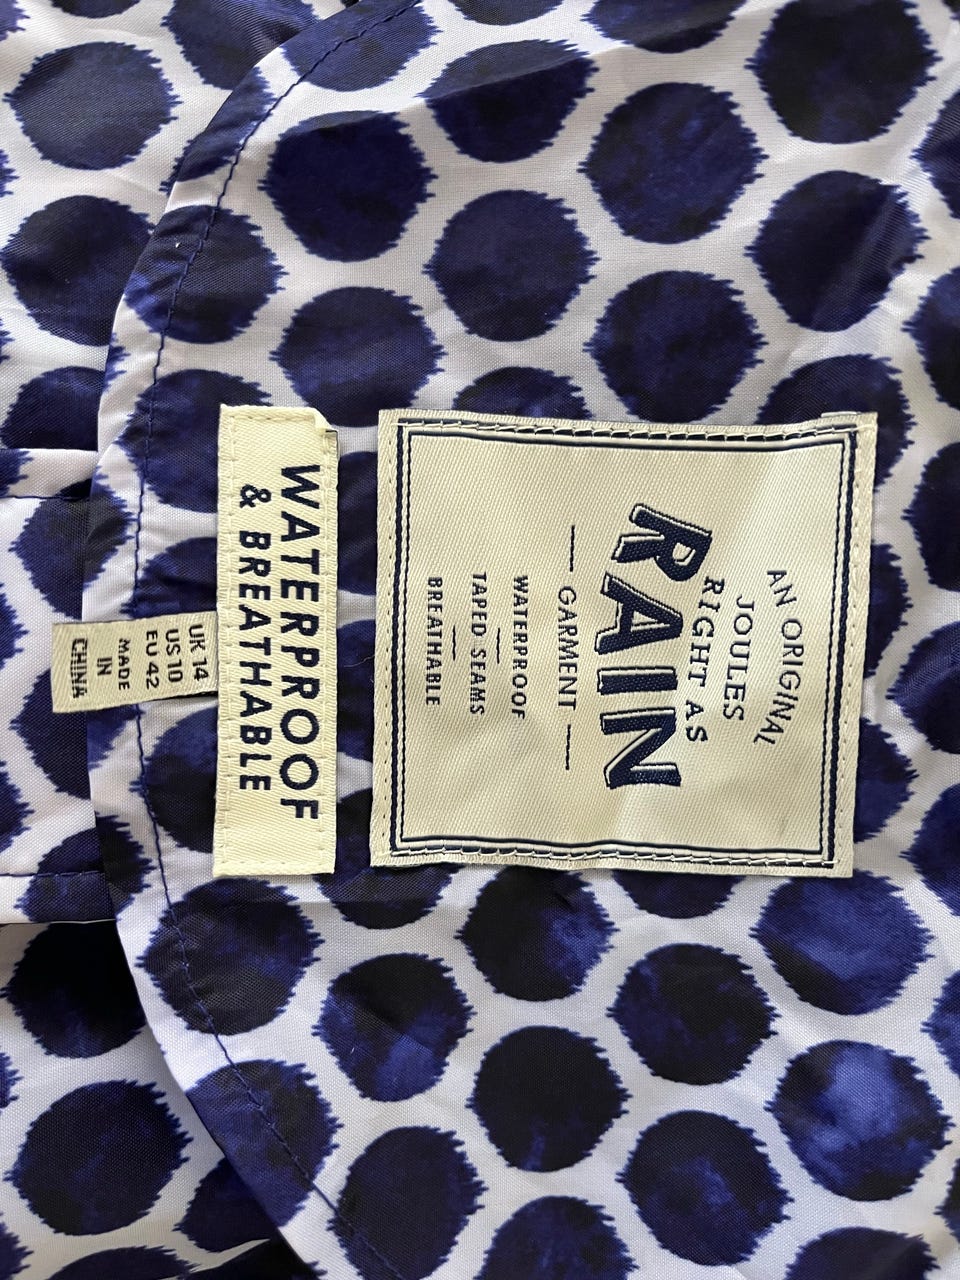 UK 14
US 10
EU 42
MADE
IN
CHINA
WATERPROOF
& BREATHABLE
AN ORIGINAL
JOULES
RIGHT AS
RAIN
GARMENT
WATERPROOF
TAPED SEAMS
BREATHABLE